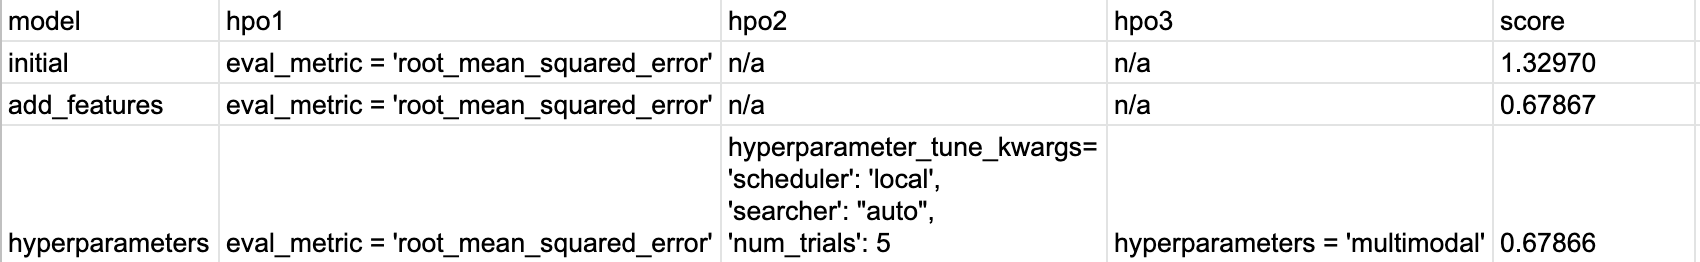 model hpo1 hpo2 hpo3 score
initial eval_metric = 'root_mean_squared_error' n/a n/a 1.32970
add_features eval_metric = 'root_mean_squared_error' n/a n/a 0.67867
hyperparameter_tune_kwargs=
'scheduler': 'local',
'searcher': "auto",
hyperparameters eval_metric = 'root_mean_squared_error' 'num_trials': 5 hyperparameters = 'multimodal' 0.67866